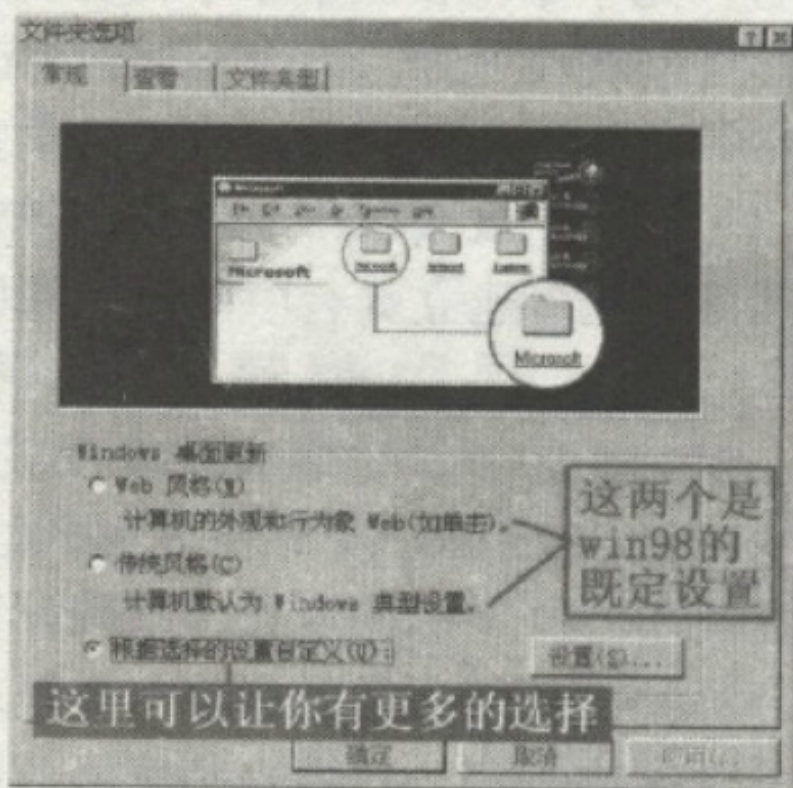 文件夹选项
常规 查看 文件类型
Microsoft
Microsoft
Windows 桌面更新
Web 风格(W)
计算机的外观和行为象 Web(如单击)。
传统风格(C)
计算机默认为 Windows 典型设置。
这两个是
win98的
既定设置
根据选择的设置自定义(U):
设置(S)...
这里可以让你有更多的选择
确定 取消